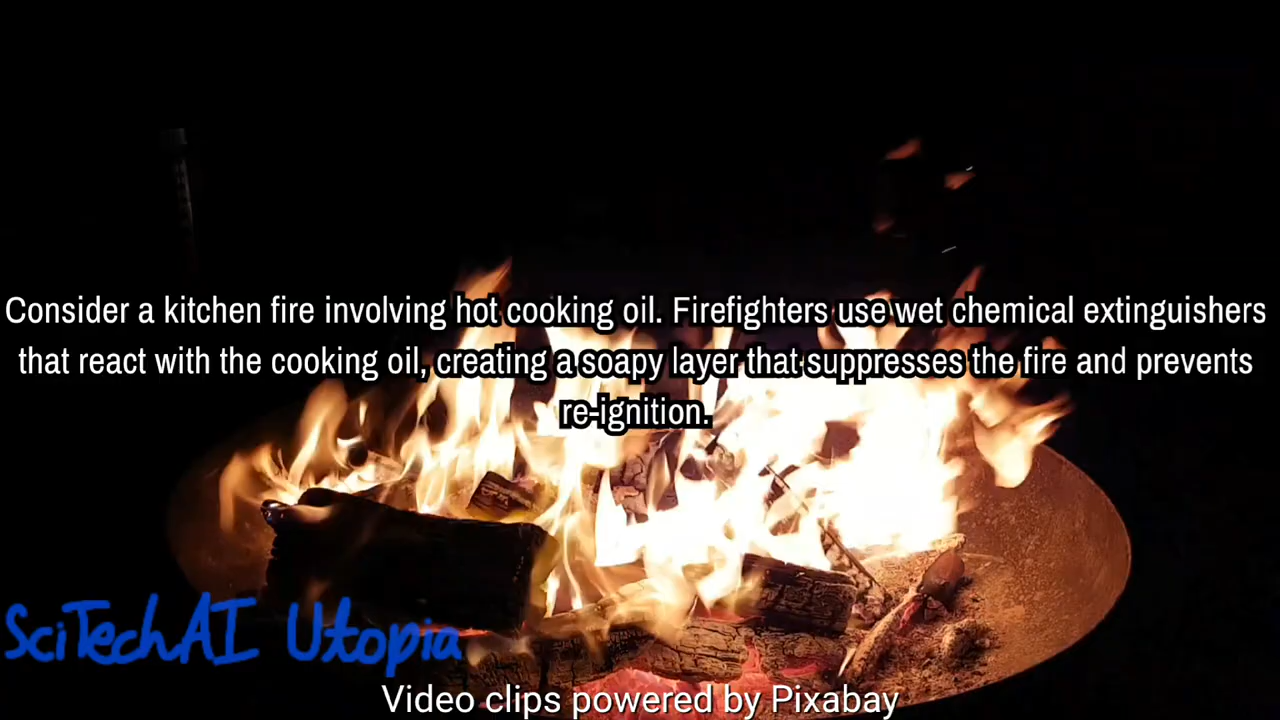 Consider a kitchen fire involving hot cooking oil. Firefighters use wet chemical extinguishers
that react with the cooking oil, creating a soapy layer that suppresses the fire and prevents
re-ignition.
SciTechAI Utopia
Video clips powered by Pixabay